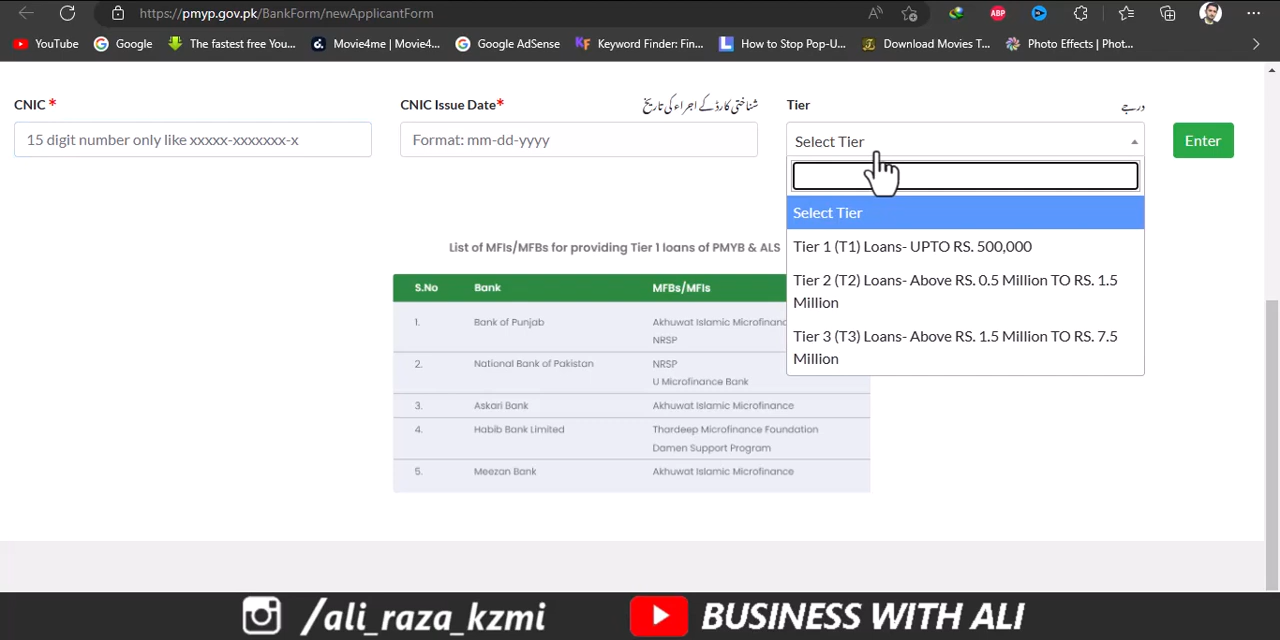 https://pmyp.gov.pk/BankForm/newApplicantForm
ABP
YouTube
Google
The fastest free You...
Movie4me | Movie4...
Google AdSense
KF
Keyword Finder: Fin...
L
How to Stop Pop-U...
Download Movies T...
Photo Effects | Phot...
CNIC *
CNIC Issue Date*
شناختی کارڈ کے اجراء کی تاریخ
Tier
درجے
15 digit number only like xxxxx-xxxxxxx-x
Format: mm-dd-yyyy
Select Tier
Enter
Select Tier
Tier 1 (T1) Loans- UPTO RS. 500,000
Tier 2 (T2) Loans- Above RS. 0.5 Million TO RS. 1.5
Million
Tier 3 (T3) Loans- Above RS. 1.5 Million TO RS. 7.5
Million
List of MFIs/MFBs for providing Tier 1 loans of PMYB & ALS
S.No Bank MFBs/MFIs
1. Bank of Punjab Akhuwat Islamic Microfinanc
NRSP
2. National Bank of Pakistan NRSP
U Microfinance Bank
3. Askari Bank Akhuwat Islamic Microfinance
4. Habib Bank Limited Thardeep Microfinance Foundation
Damen Support Program
5. Meezan Bank Akhuwat Islamic Microfinance
/ali_raza_kzmi
BUSINESS WITH ALI